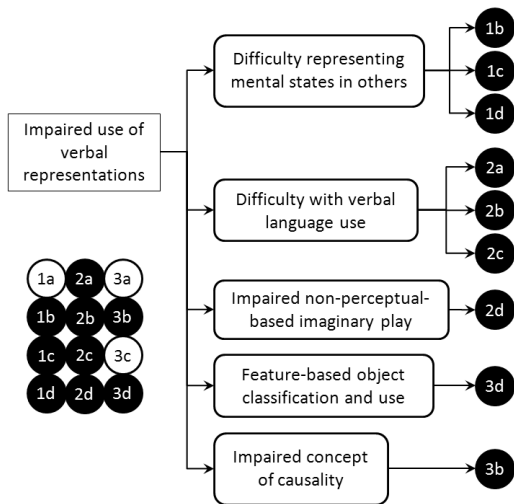 Impaired use of
verbal
representations
Difficulty representing
mental states in others
1b
1c
1d
Difficulty with verbal
language use
2a
2b
2c
Impaired non-perceptual-
based imaginary play
2d
Feature-based object
classification and use
3d
Impaired concept
of causality
3b
1a 2a 3a
1b 2b 3b
1c 2c 3c
1d 2d 3d